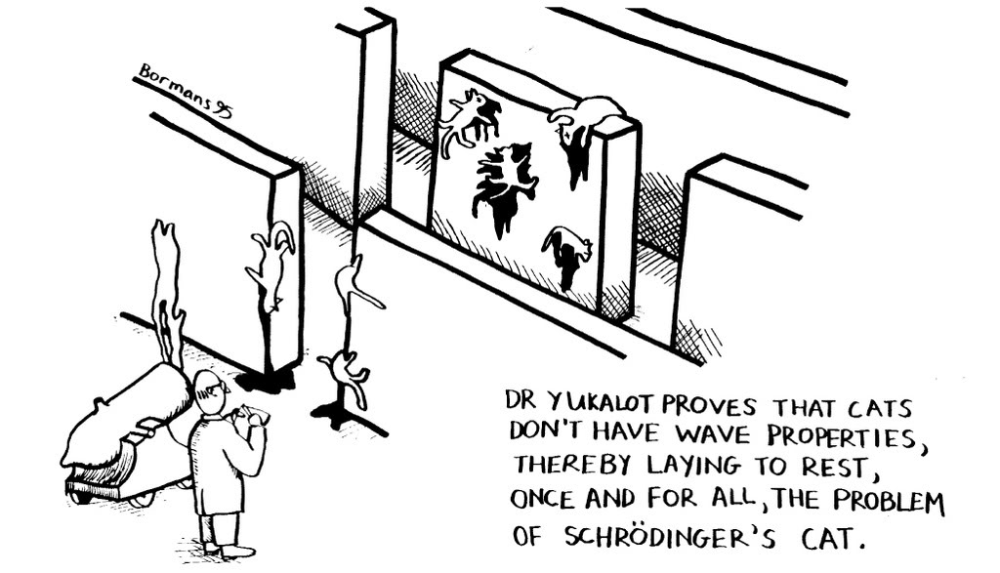 Bormans 95
DR YUKALOT PROVES THAT CATS
DON'T HAVE WAVE PROPERTIES,
THEREBY LAYING TO REST,
ONCE AND FOR ALL, THE PROBLEM
OF SCHRÖDINGER'S CAT.